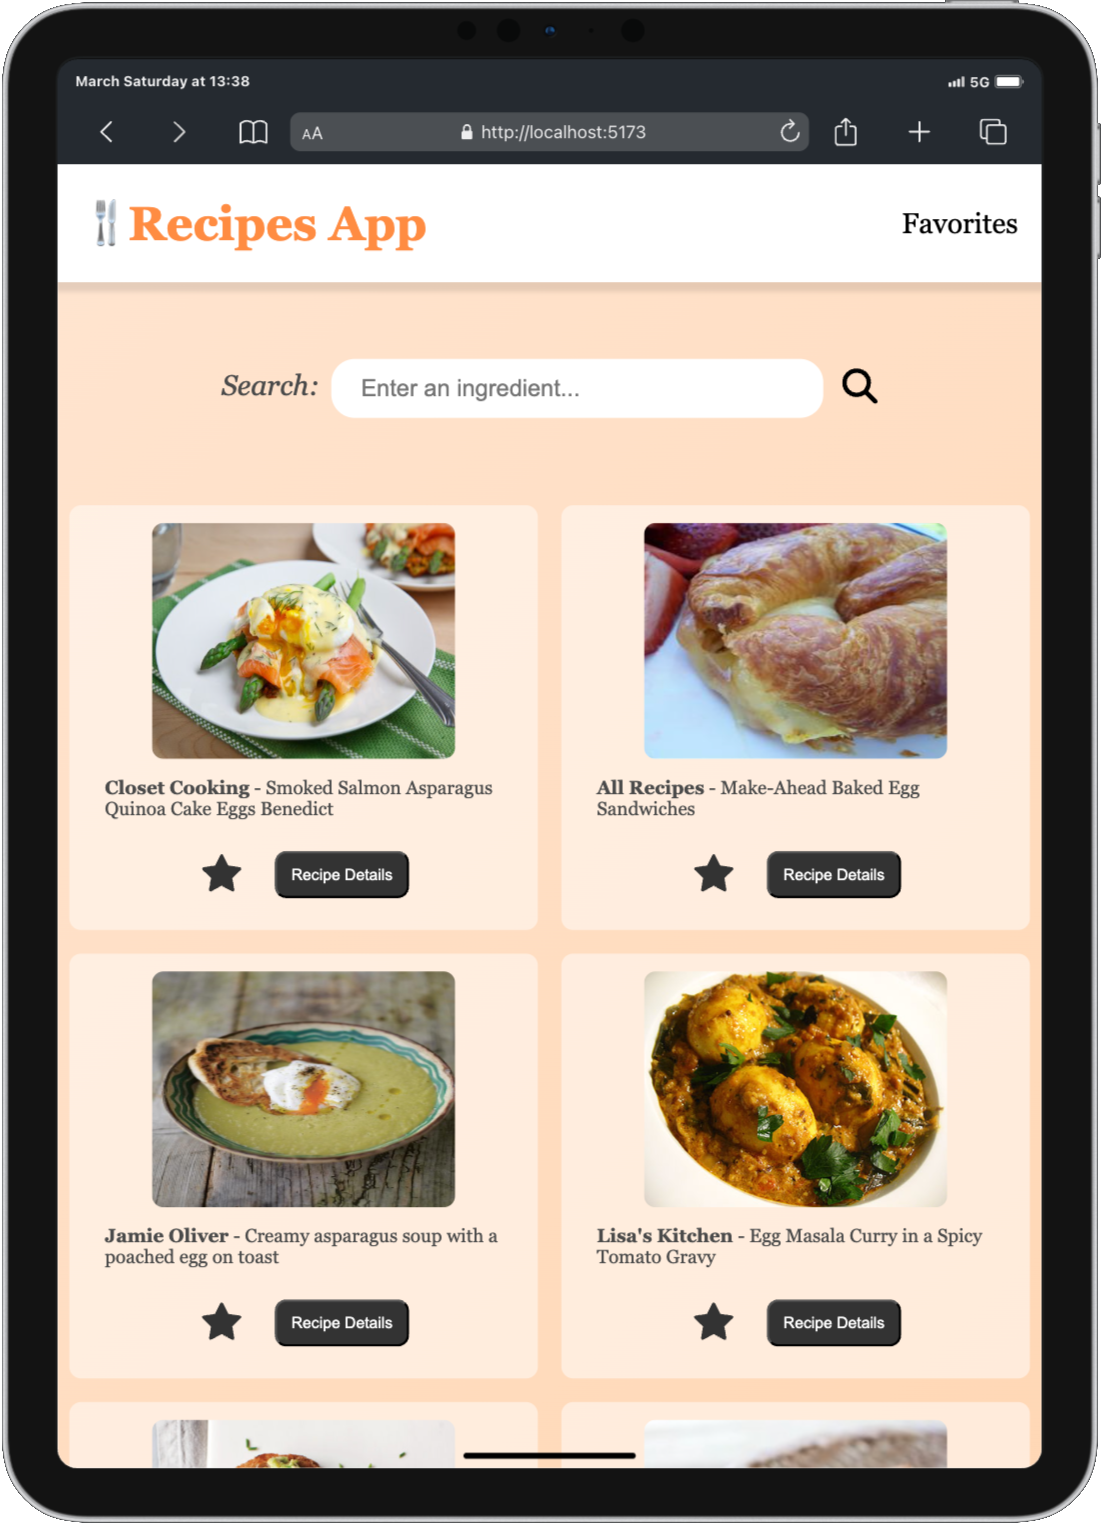 March Saturday at 13:38
5G
AA
http://localhost:5173
Recipes App
Favorites
Search:
Enter an ingredient...
Closet Cooking - Smoked Salmon Asparagus
Quinoa Cake Eggs Benedict
Recipe Details
All Recipes - Make-Ahead Baked Egg
Sandwiches
Recipe Details
Jamie Oliver - Creamy asparagus soup with a
poached egg on toast
Recipe Details
Lisa's Kitchen - Egg Masala Curry in a Spicy
Tomato Gravy
Recipe Details